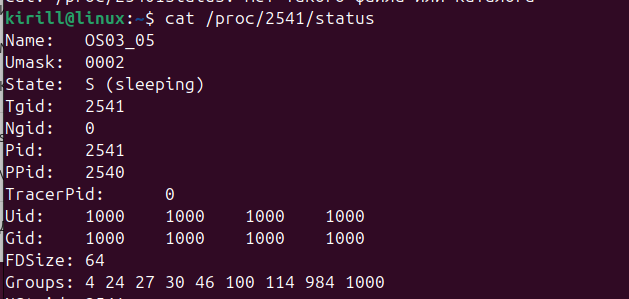 kirill@linux:~$ cat /proc/2541/status
Name: OS03_05
Umask: 0002
State: S (sleeping)
Tgid: 2541
Ngid: 0
Pid: 2541
PPid: 2540
TracerPid: 0
Uid: 1000 1000 1000 1000
Gid: 1000 1000 1000 1000
FDSize: 64
Groups: 4 24 27 30 46 100 114 984 1000